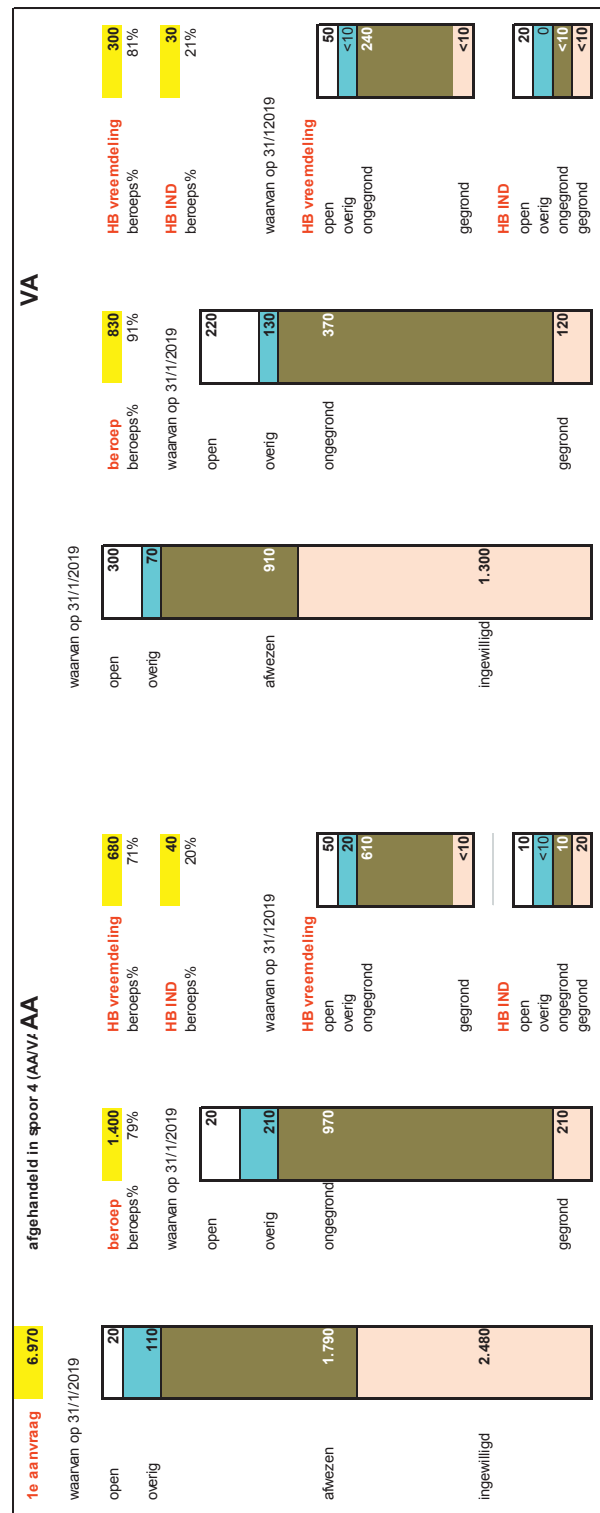 1e aanvraag 6.970 afgehandeld in spoor 4 (AA/V/ AA VA
waarvan op 31/1/2019
open 20
overig 110
afwezen 1.790
ingewilligd 2.480
beroep 1.400
beroeps% 79%
waarvan op 31/1/2019
open 20
overig 210
ongegrond 970
gegrond 210
HB vreemdeling 680
beroeps% 71%
HB IND 40
beroeps% 20%
waarvan op 31/12019
HB vreemdeling
open 50
overig 20
ongegrond 610
gegrond <10
HB IND
open 10
overig <10
ongegrond 10
gegrond 20
waarvan op 31/1/2019
open 300
overig 70
afwezen 910
ingewilligd 1.300
beroep 830
beroeps% 91%
waarvan op 31/1/2019
open 220
overig 130
ongegrond 370
gegrond 120
HB vreemdeling 300
beroeps% 81%
HB IND 30
beroeps% 21%
waarvan op 31/12019
HB vreemdeling
open 50
overig <10
ongegrond 240
gegrond <10
HB IND
open 20
overig 0
ongegrond <10
gegrond <10